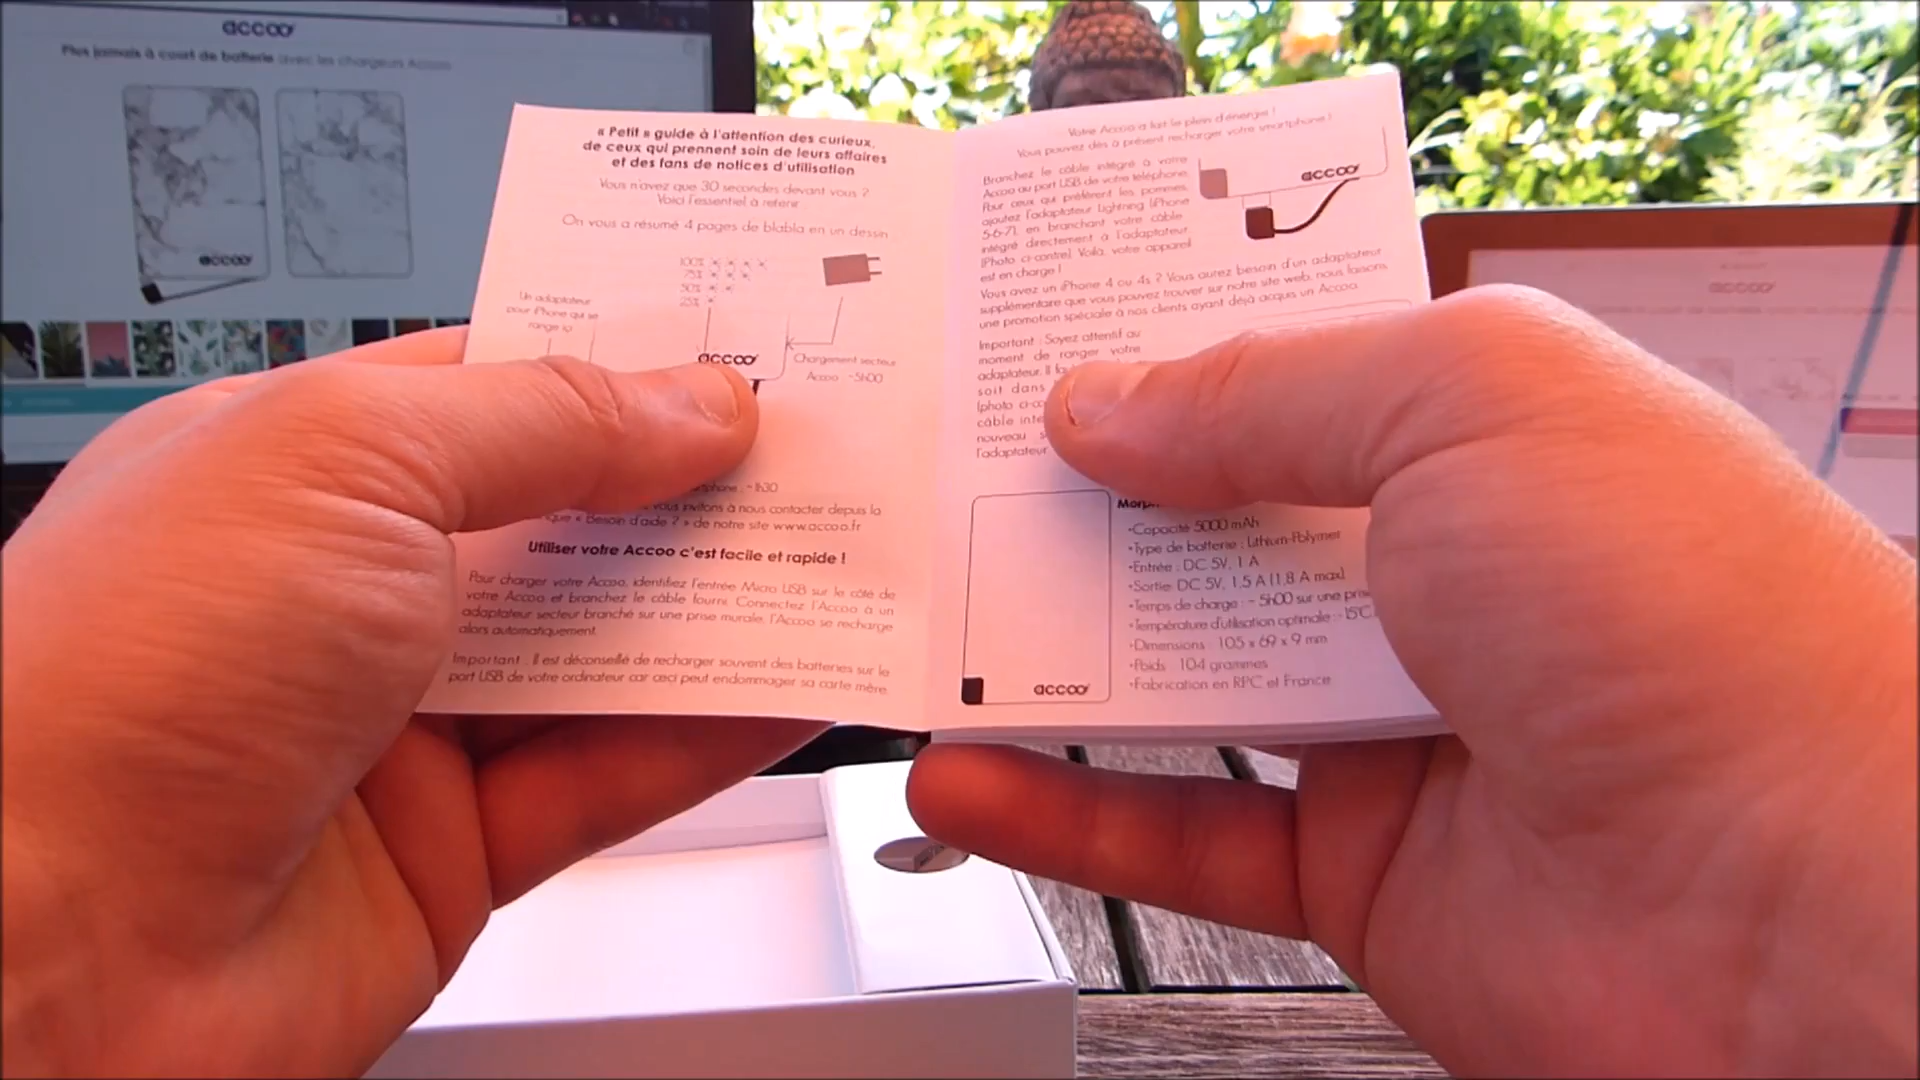 accoo
Plus jamais à court de batterie avec les chargeurs Accoo
accoo
« Petit » guide à l'attention des curieux,
de ceux qui prennent soin de leurs affaires
et des fans de notices d'utilisation
Vous n'avez que 30 secondes devant vous ?
Voici l'essentiel à retenir
On vous a résumé 4 pages de blabla en un dessin
100%
75%
50%
25%
Un adaptateur
pour iPhone qui se
range ici
accoo
Chargement secteur
Accoo ~5h00
~ 1h30
vous invitons à nous contacter depuis la
« Besoin d'aide ? » de notre site www.accoo.fr
Utiliser votre Accoo c'est facile et rapide !
Pour charger votre Accoo, identifiez l'entrée Micro USB sur le côté de
votre Accoo et branchez le câble fourni. Connectez l'Accoo à un
adaptateur secteur branché sur une prise murale, l'Accoo se recharge
alors automatiquement.
Important : Il est déconseillé de recharger souvent des batteries sur le
port USB de votre ordinateur car ceci peut endommager sa carte mère.
Votre Accoo a fait le plein d'énergie !
Vous pouvez dès à présent recharger votre smartphone !
Branchez le câble intégré à votre
Accoo au port USB de votre téléphone.
Pour ceux qui préfèrent les pommes,
ajoutez l'adaptateur Lightning (iPhone
5-6-7), en branchant votre câble
intégré directement à l'adaptateur
(Photo ci-contre). Voilà, votre appareil
est en charge !
accoo
Vous avez un iPhone 4 ou 4s ? Vous aurez besoin d'un adaptateur
supplémentaire que vous pouvez trouver sur notre site web, nous faisons
une promotion spéciale à nos clients ayant déjà acquis un Accoo.
Important : Soyez attentif au
moment de ranger votre
adaptateur. Il
soit dans
(photo
câble
nouveau
l'adaptateur
•Capacité 5000 mAh
•Type de batterie : Lithium-Polymer
•Entrée : DC 5V, 1 A
•Sortie: DC 5V, 1,5 A (1,8 A max)
•Temps de charge : ~ 5h00 sur une
•Température d'utilisation optimale : - 15°C
•Dimensions : 105 x 69 x 9 mm
•Poids : 104 grammes
•Fabrication en RPC et France
accoo
accoo